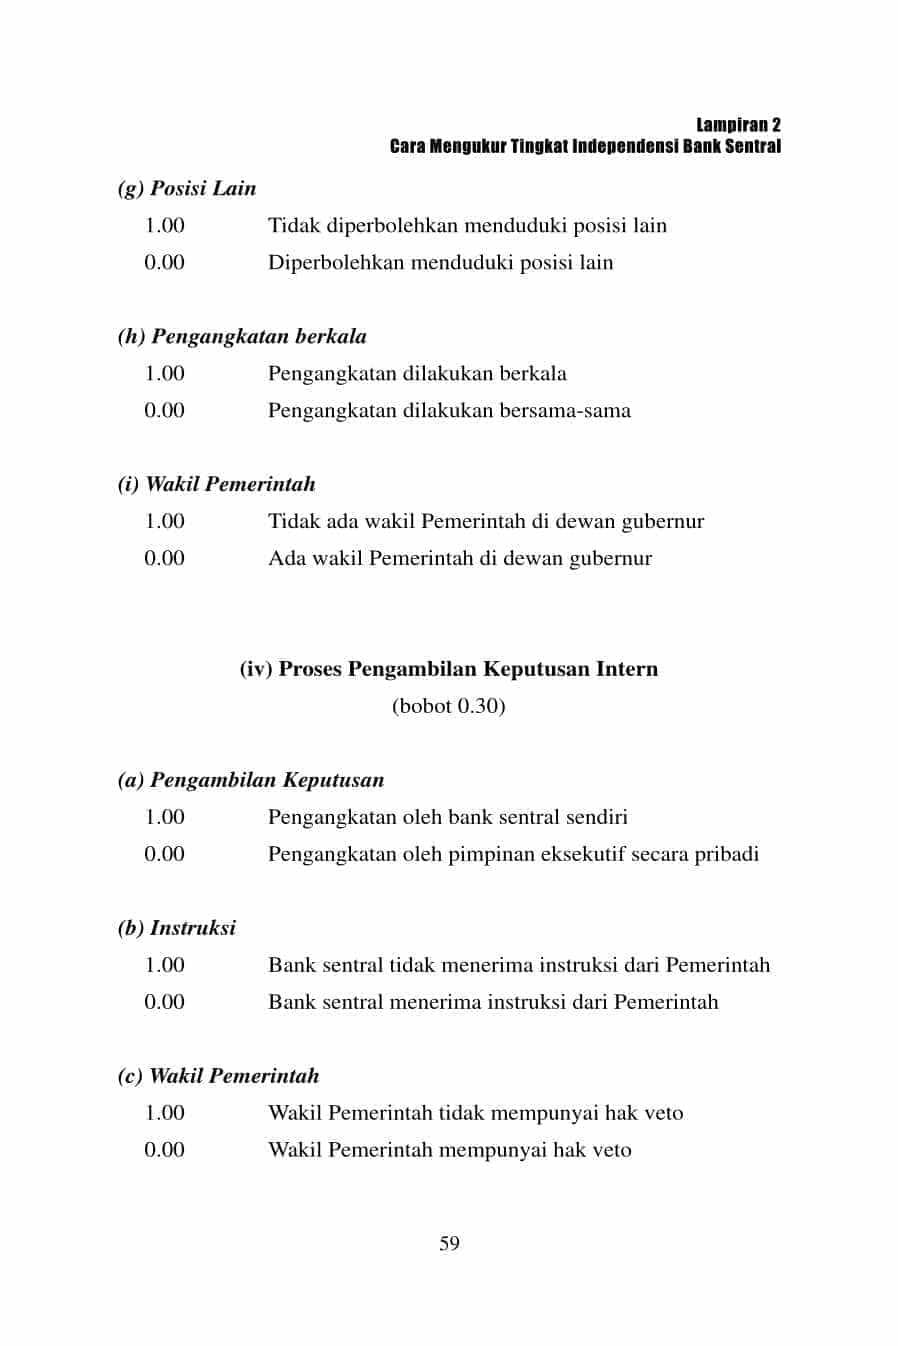 Lampiran 2
Cara Mengukur Tingkat Independensi Bank Sentral
(g) Posisi Lain
1.00 Tidak diperbolehkan menduduki posisi lain
0.00 Diperbolehkan menduduki posisi lain
(h) Pengangkatan berkala
1.00 Pengangkatan dilakukan berkala
0.00 Pengangkatan dilakukan bersama-sama
(i) Wakil Pemerintah
1.00 Tidak ada wakil Pemerintah di dewan gubernur
0.00 Ada wakil Pemerintah di dewan gubernur
(iv) Proses Pengambilan Keputusan Intern
(bobot 0.30)
(a) Pengambilan Keputusan
1.00 Pengangkatan oleh bank sentral sendiri
0.00 Pengangkatan oleh pimpinan eksekutif secara pribadi
(b) Instruksi
1.00 Bank sentral tidak menerima instruksi dari Pemerintah
0.00 Bank sentral menerima instruksi dari Pemerintah
(c) Wakil Pemerintah
1.00 Wakil Pemerintah tidak mempunyai hak veto
0.00 Wakil Pemerintah mempunyai hak veto
59